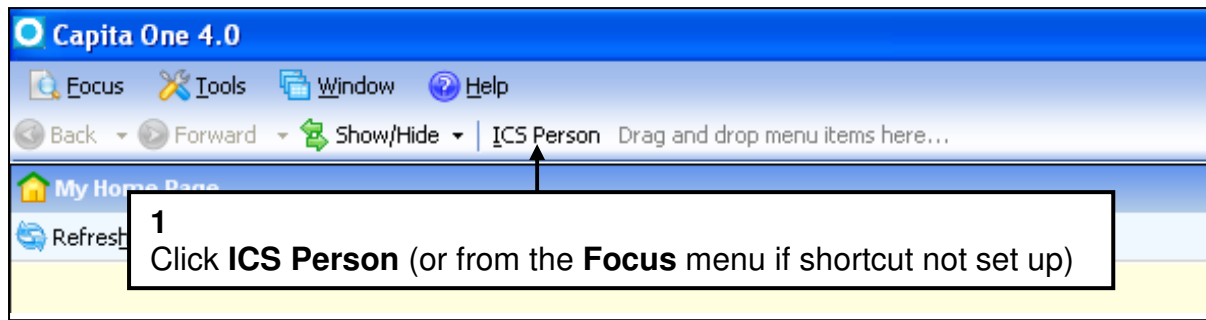 Capita One 4.0
Focus Tools Window Help
Back Forward Show/Hide ICS Person Drag and drop menu items here...
My Home Page
Refresh
1
Click ICS Person (or from the Focus menu if shortcut not set up)